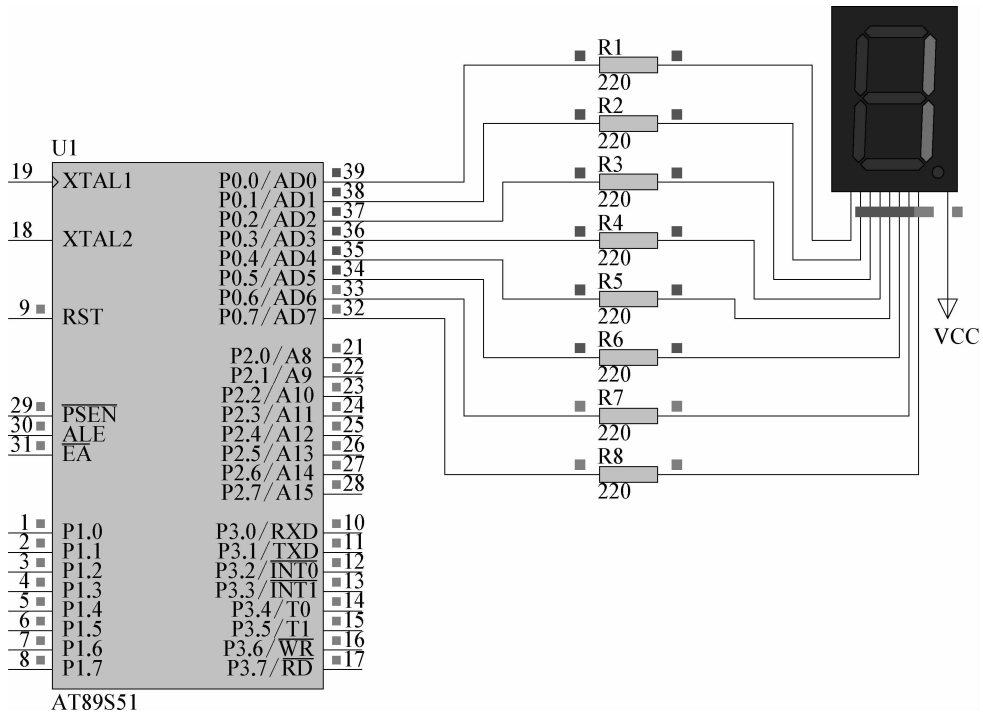 R1
220
R2
220
R3
220
R4
220
R5
220
R6
220
R7
220
R8
220
VCC
U1
19 XTAL1
18 XTAL2
9 RST
29 PSEN
30 ALE
31 EA
1 P1.0
2 P1.1
3 P1.2
4 P1.3
5 P1.4
6 P1.5
7 P1.6
8 P1.7
P0.0/AD0 39
P0.1/AD1 38
P0.2/AD2 37
P0.3/AD3 36
P0.4/AD4 35
P0.5/AD5 34
P0.6/AD6 33
P0.7/AD7 32
P2.0/A8 21
P2.1/A9 22
P2.2/A10 23
P2.3/A11 24
P2.4/A12 25
P2.5/A13 26
P2.6/A14 27
P2.7/A15 28
P3.0/RXD 10
P3.1/TXD 11
P3.2/INT0 12
P3.3/INT1 13
P3.4/T0 14
P3.5/T1 15
P3.6/WR 16
P3.7/RD 17
AT89S51